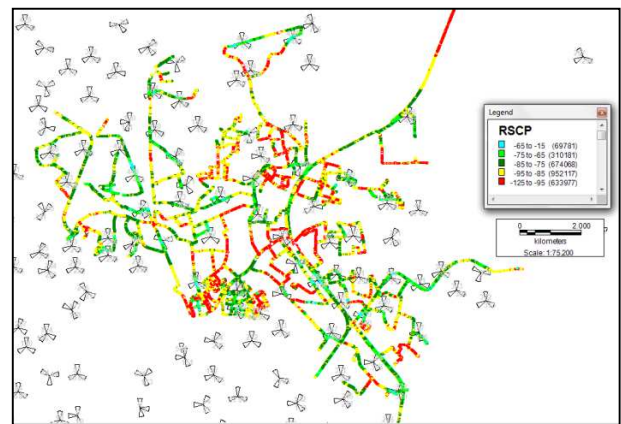 Legend
RSCP
-65 to -15 (69781)
-75 to -65 (310181)
-85 to -75 (674068)
-95 to -85 (952117)
-125 to -95 (633977)
0 2 000
kilometers
Scale: 1:75 200